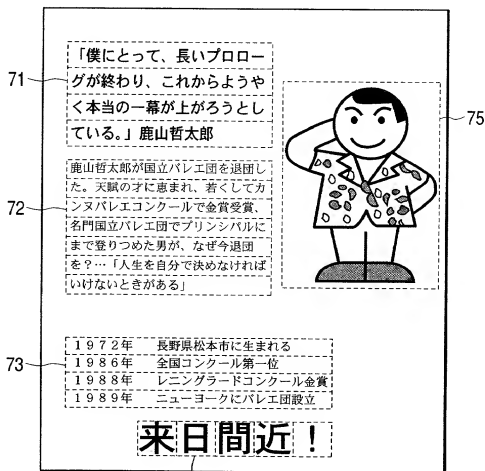 「僕にとって、長いプロロー
グが終わり、これからようや
く本当の一幕が上がろうとし
ている。」鹿山哲太郎
鹿山哲太郎が国立バレエ団を退団し
た。天賦の才に恵まれ、若くしてカ
ンヌバレエコンクールで金賞受賞、
名門国立バレエ団でプリンシパルに
まで登りつめた男が、なぜ今退団
を？…「人生を自分で決めなければ
いけないときがある」
1972年　長野県松本市に生まれる
1986年　全国コンクール第一位
1988年　レニングラードコンクール金賞
1989年　ニューヨークにバレエ団設立
来日間近！
71
72
73
75